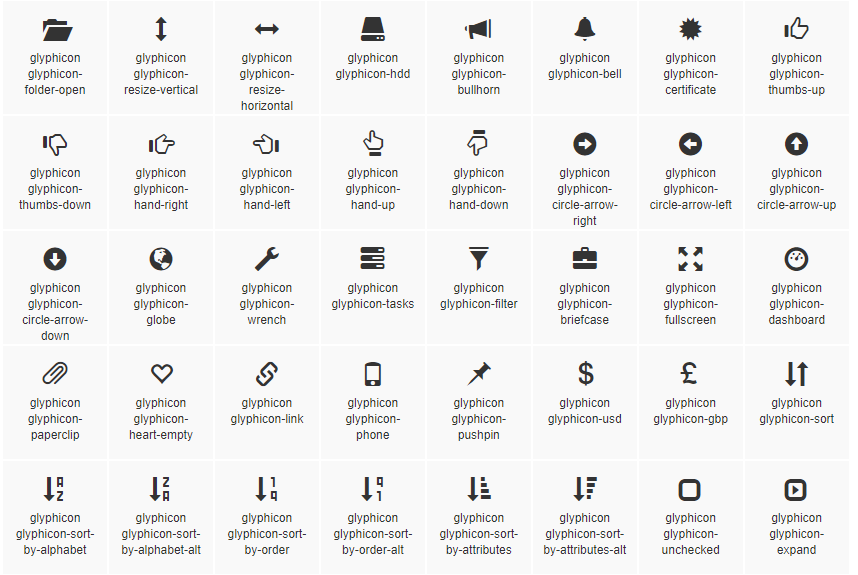 glyphicon
glyphicon-
folder-open
glyphicon
glyphicon-
resize-vertical
glyphicon
glyphicon-
resize-
horizontal
glyphicon
glyphicon-hdd
glyphicon
glyphicon-
bullhorn
glyphicon
glyphicon-bell
glyphicon
glyphicon-
certificate
glyphicon
glyphicon-
thumbs-up
glyphicon
glyphicon-
thumbs-down
glyphicon
glyphicon-
hand-right
glyphicon
glyphicon-
hand-left
glyphicon
glyphicon-
hand-up
glyphicon
glyphicon-
hand-down
glyphicon
glyphicon-
circle-arrow-
right
glyphicon
glyphicon-
circle-arrow-left
glyphicon
glyphicon-
circle-arrow-up
glyphicon
glyphicon-
circle-arrow-
down
glyphicon
glyphicon-
globe
glyphicon
glyphicon-
wrench
glyphicon
glyphicon-tasks
glyphicon
glyphicon-filter
glyphicon
glyphicon-
briefcase
glyphicon
glyphicon-
fullscreen
glyphicon
glyphicon-
dashboard
glyphicon
glyphicon-
paperclip
glyphicon
glyphicon-
heart-empty
glyphicon
glyphicon-link
glyphicon
glyphicon-
phone
glyphicon
glyphicon-
pushpin
$
glyphicon
glyphicon-usd
£
glyphicon
glyphicon-gbp
glyphicon
glyphicon-sort
A
Z
glyphicon
glyphicon-sort-
by-alphabet
Z
A
glyphicon
glyphicon-sort-
by-alphabet-alt
1
9
glyphicon
glyphicon-sort-
by-order
9
1
glyphicon
glyphicon-sort-
by-order-alt
glyphicon
glyphicon-sort-
by-attributes
glyphicon
glyphicon-sort-
by-attributes-alt
glyphicon
glyphicon-
unchecked
glyphicon
glyphicon-
expand